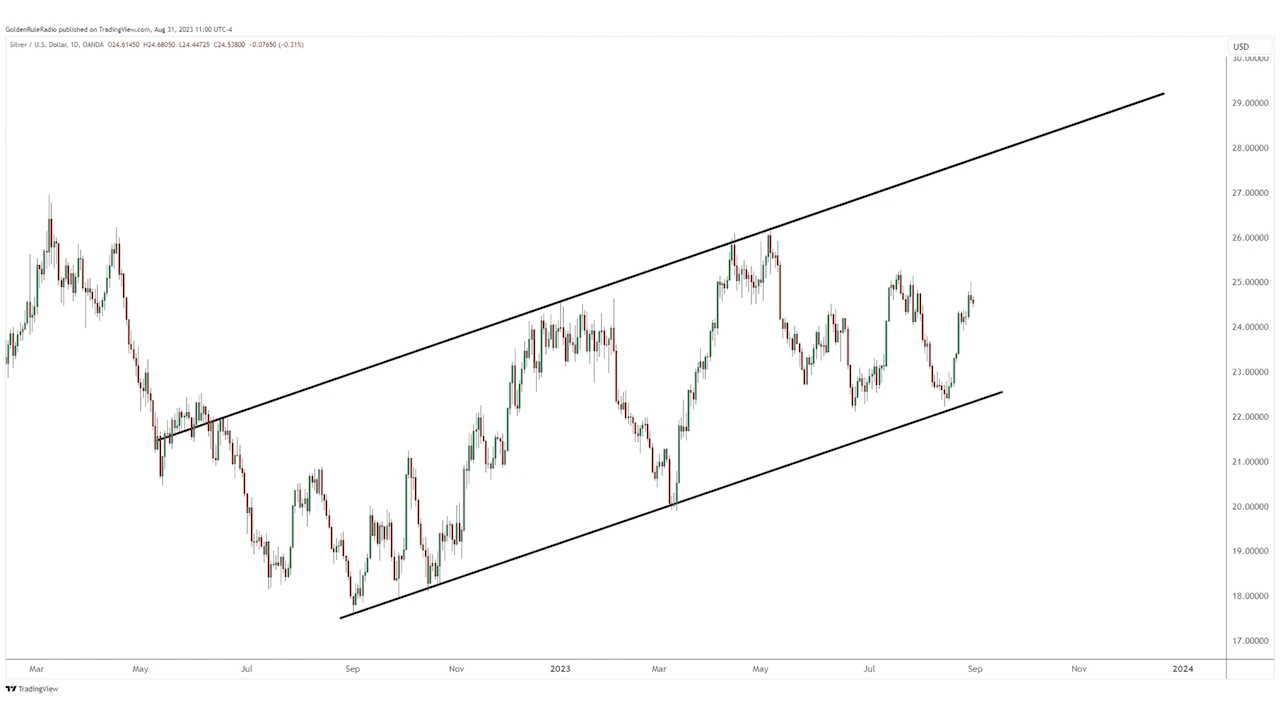 GoldenRuleRadio published on TradingView.com, Aug 31, 2023 11:00 UTC-4
Silver / U.S. Dollar, 1D, OANDA O24.61450 H24.68050 L24.44725 C24.53800 −0.07650 (−0.31%)
USD
30.00000
29.00000
28.00000
27.00000
26.00000
25.00000
24.00000
23.00000
22.00000
21.00000
20.00000
19.00000
18.00000
17.00000
Mar May Jul Sep Nov 2023 Mar May Jul Sep Nov 2024
TradingView